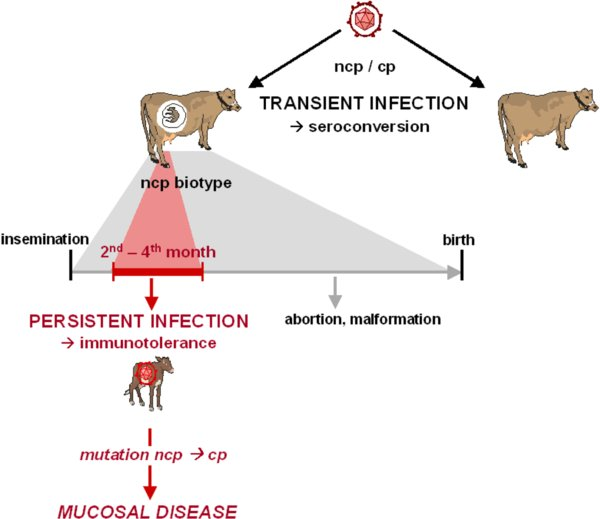 ncp / cp
TRANSIENT INFECTION
→ seroconversion
ncp biotype
insemination
birth
2nd – 4th month
PERSISTENT INFECTION
→ immunotolerance
abortion, malformation
mutation ncp → cp
MUCOSAL DISEASE